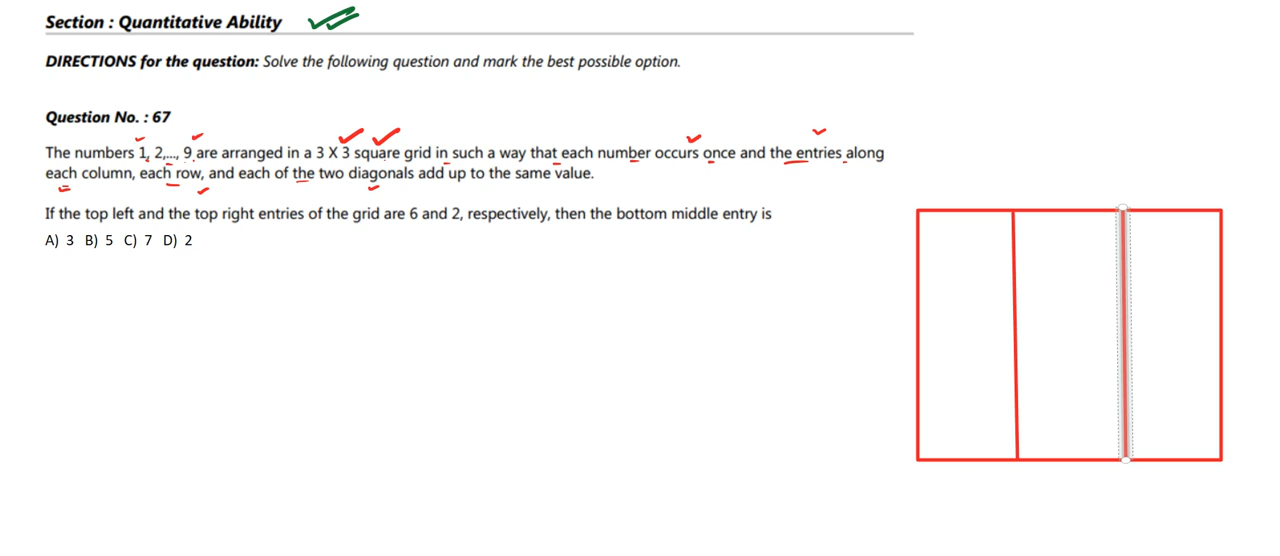 Section : Quantitative Ability
DIRECTIONS for the question: Solve the following question and mark the best possible option.
Question No. : 67
The numbers 1, 2,..., 9 are arranged in a 3 X 3 square grid in such a way that each number occurs once and the entries along
each column, each row, and each of the two diagonals add up to the same value.
If the top left and the top right entries of the grid are 6 and 2, respectively, then the bottom middle entry is
A) 3 B) 5 C) 7 D) 2